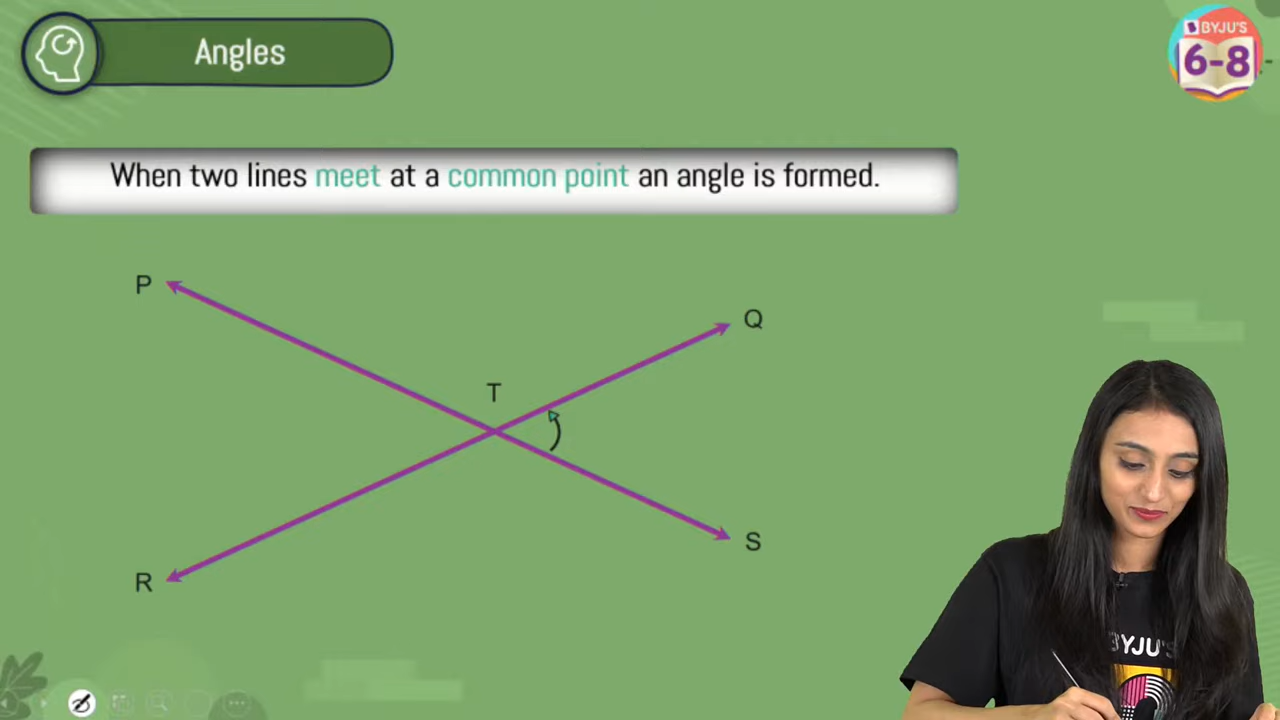 Angles
BYJU'S
6-8
When two lines meet at a common point an angle is formed.
P
Q
T
S
R
BYJU'S